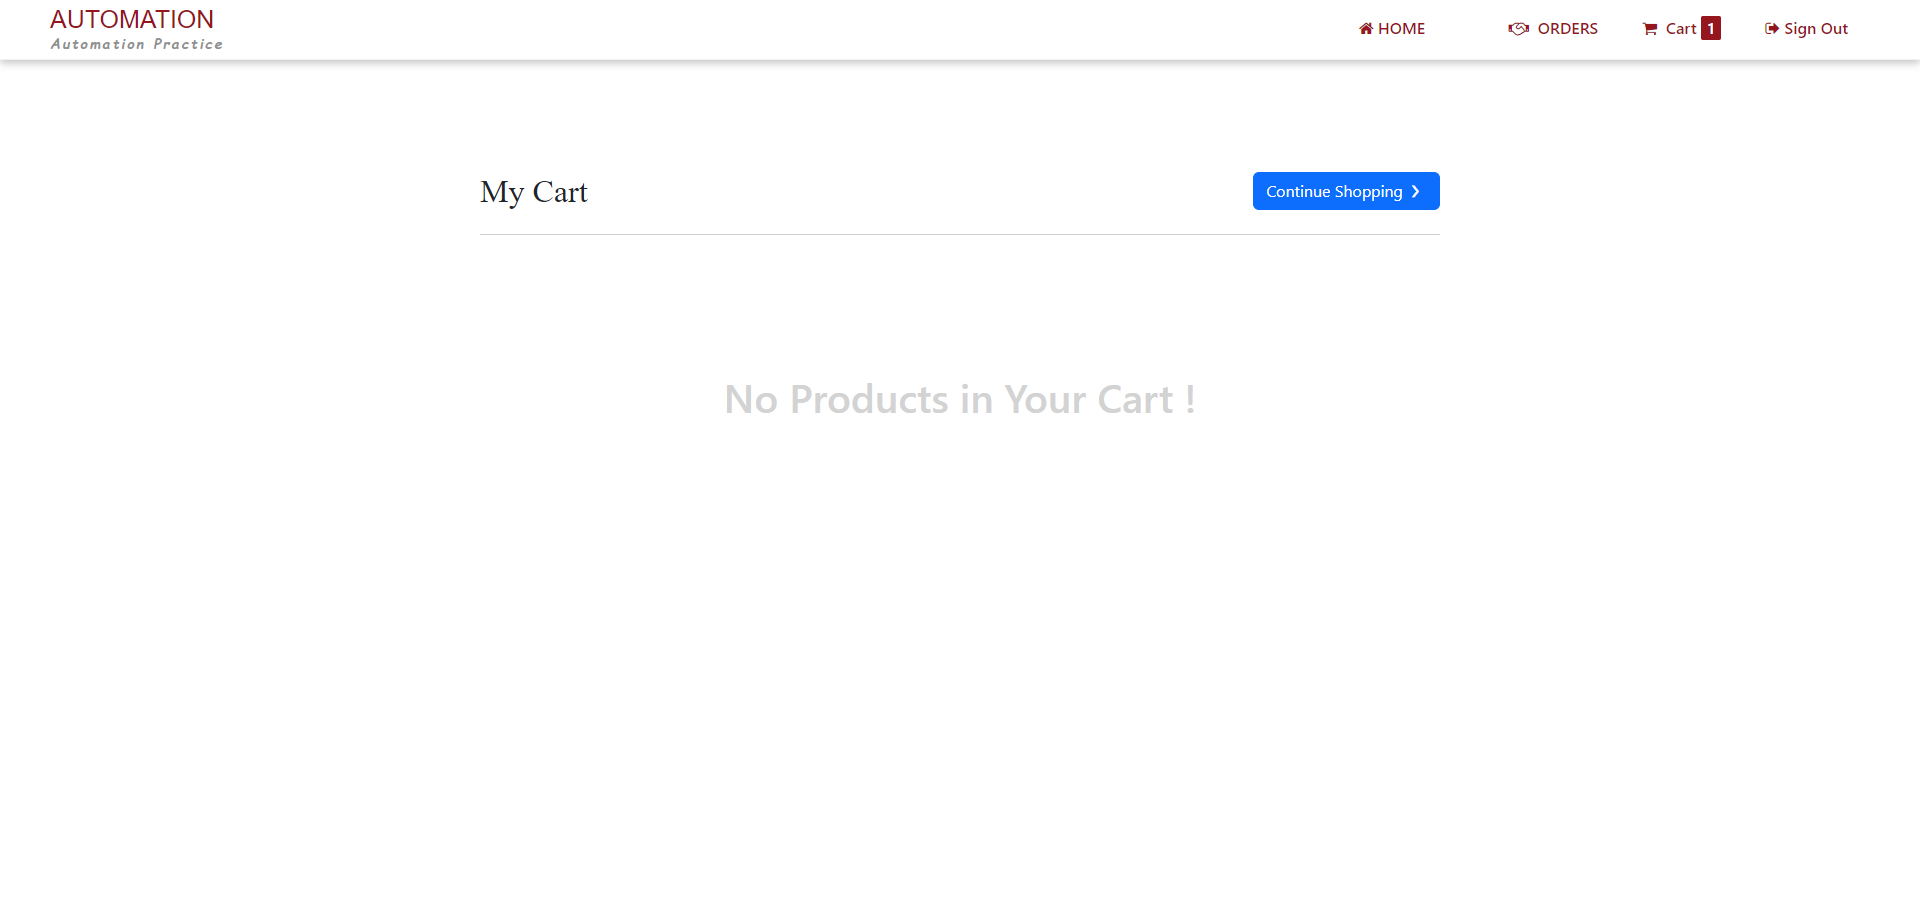 AUTOMATION
Automation Practice
HOME
ORDERS
Cart 1
Sign Out
My Cart
Continue Shopping
No Products in Your Cart !